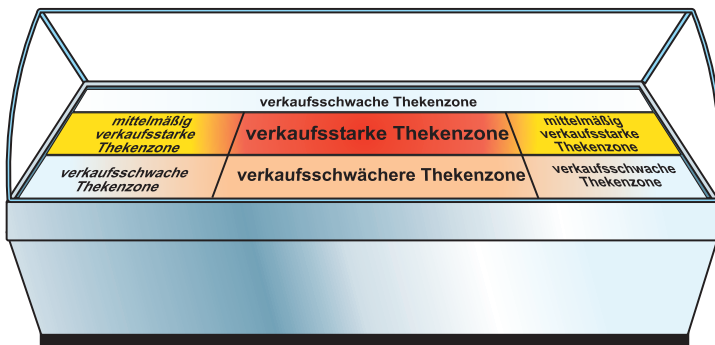 verkaufsschwache Thekenzone
mittelmäßig
verkaufsstarke
Thekenzone
verkaufsstarke Thekenzone
mittelmäßig
verkaufsstarke
Thekenzone
verkaufsschwache
Thekenzone
verkaufsschwächere Thekenzone
verkaufsschwache
Thekenzone